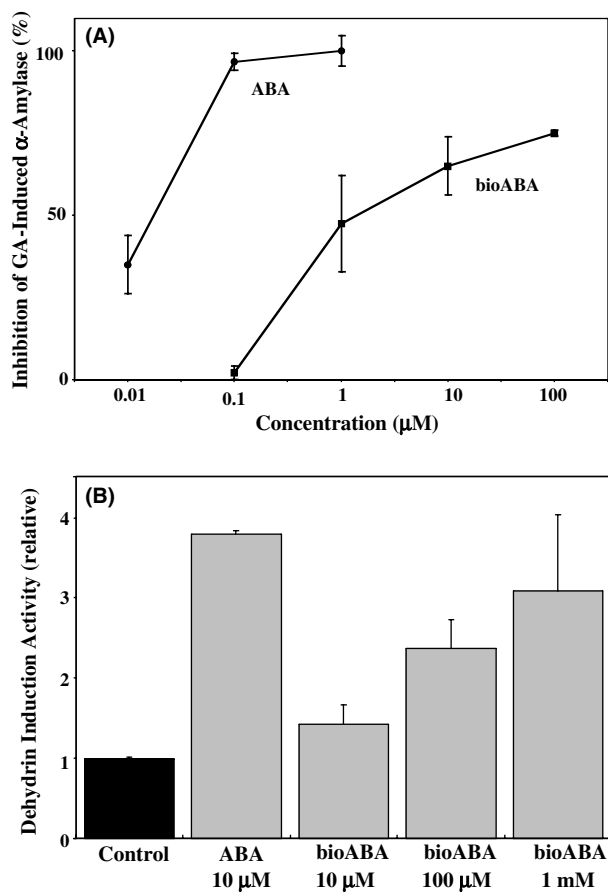 (A)
Inhibition of GA-Induced α-Amylase (%)
100
50
0
ABA
bioABA
0.01 0.1 1 10 100
Concentration (μM)
(B)
Dehydrin Induction Activity (relative)
4
3
2
1
0
Control ABA bioABA bioABA bioABA
10 μM 10 μM 100 μM 1 mM